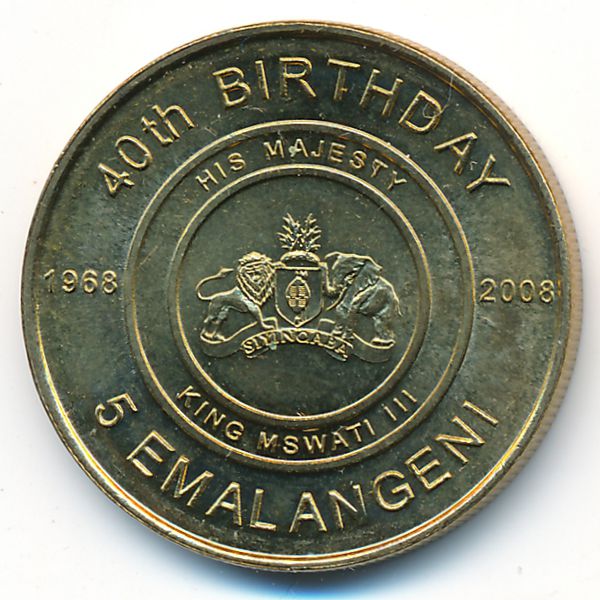 40th BIRTHDAY
HIS MAJESTY
1968
2008
SIYINQABA
KING MSWATI III
5 EMALANGENI